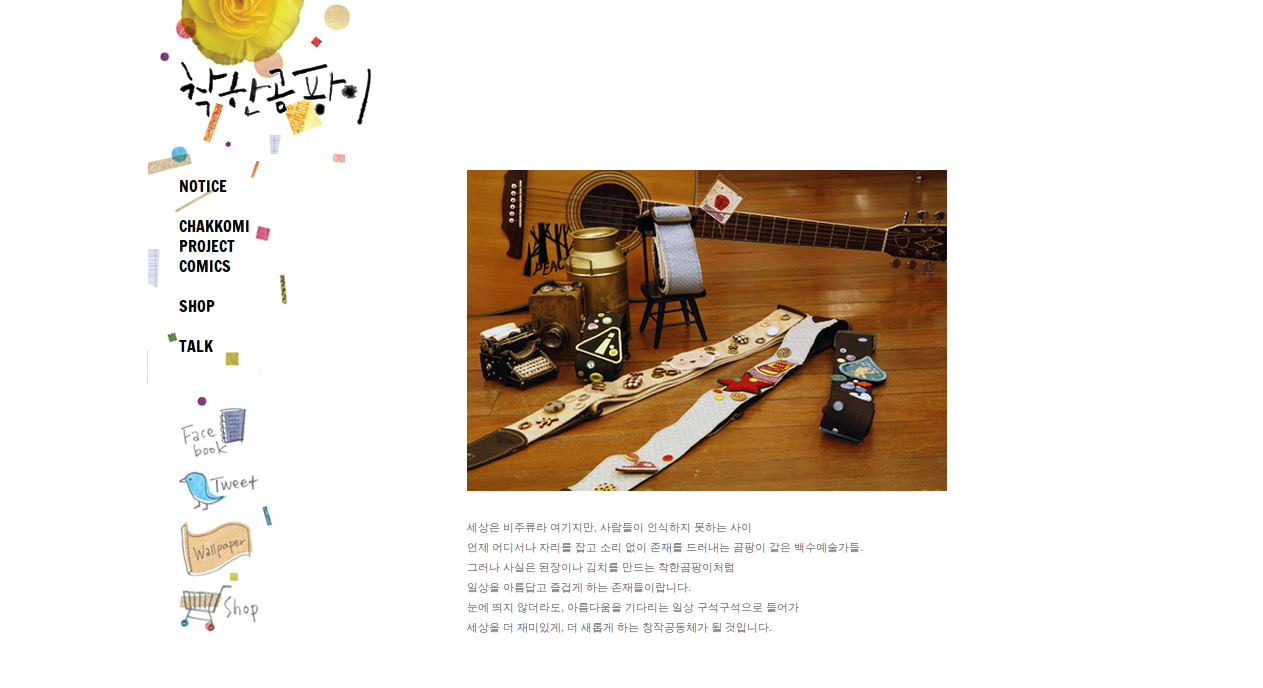 착한곰팡이
NOTICE
CHAKKOMI
PROJECT
COMICS
SHOP
TALK
Face
book
Tweet
Wallpaper
Shop
PEACE
세상은 비주류라 여기지만, 사람들이 인식하지 못하는 사이
언제 어디서나 자리를 잡고 소리 없이 존재를 드러내는 곰팡이 같은 백수예술가들.
그러나 사실은 된장이나 김치를 만드는 착한곰팡이처럼
일상을 아름답고 즐겁게 하는 존재들이랍니다.
눈에 띄지 않더라도, 아름다움을 기다리는 일상 구석구석으로 들어가
세상을 더 재미있게, 더 새롭게 하는 창작공동체가 될 것입니다.